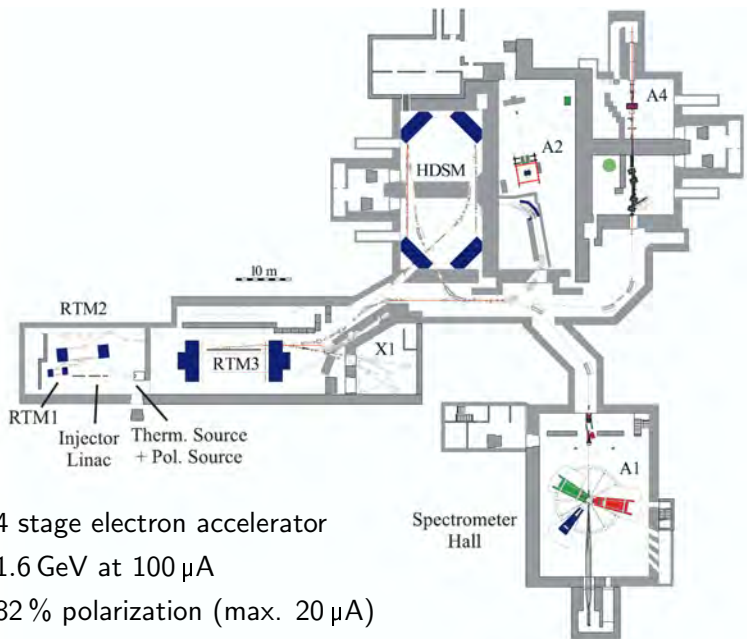 A4
A2
HDSM
10 m
RTM2
X1
RTM3
RTM1
Injector
Linac
Therm. Source
+ Pol. Source
A1
Spectrometer
Hall
4 stage electron accelerator
1.6 GeV at 100 µA
82 % polarization (max. 20 µA)